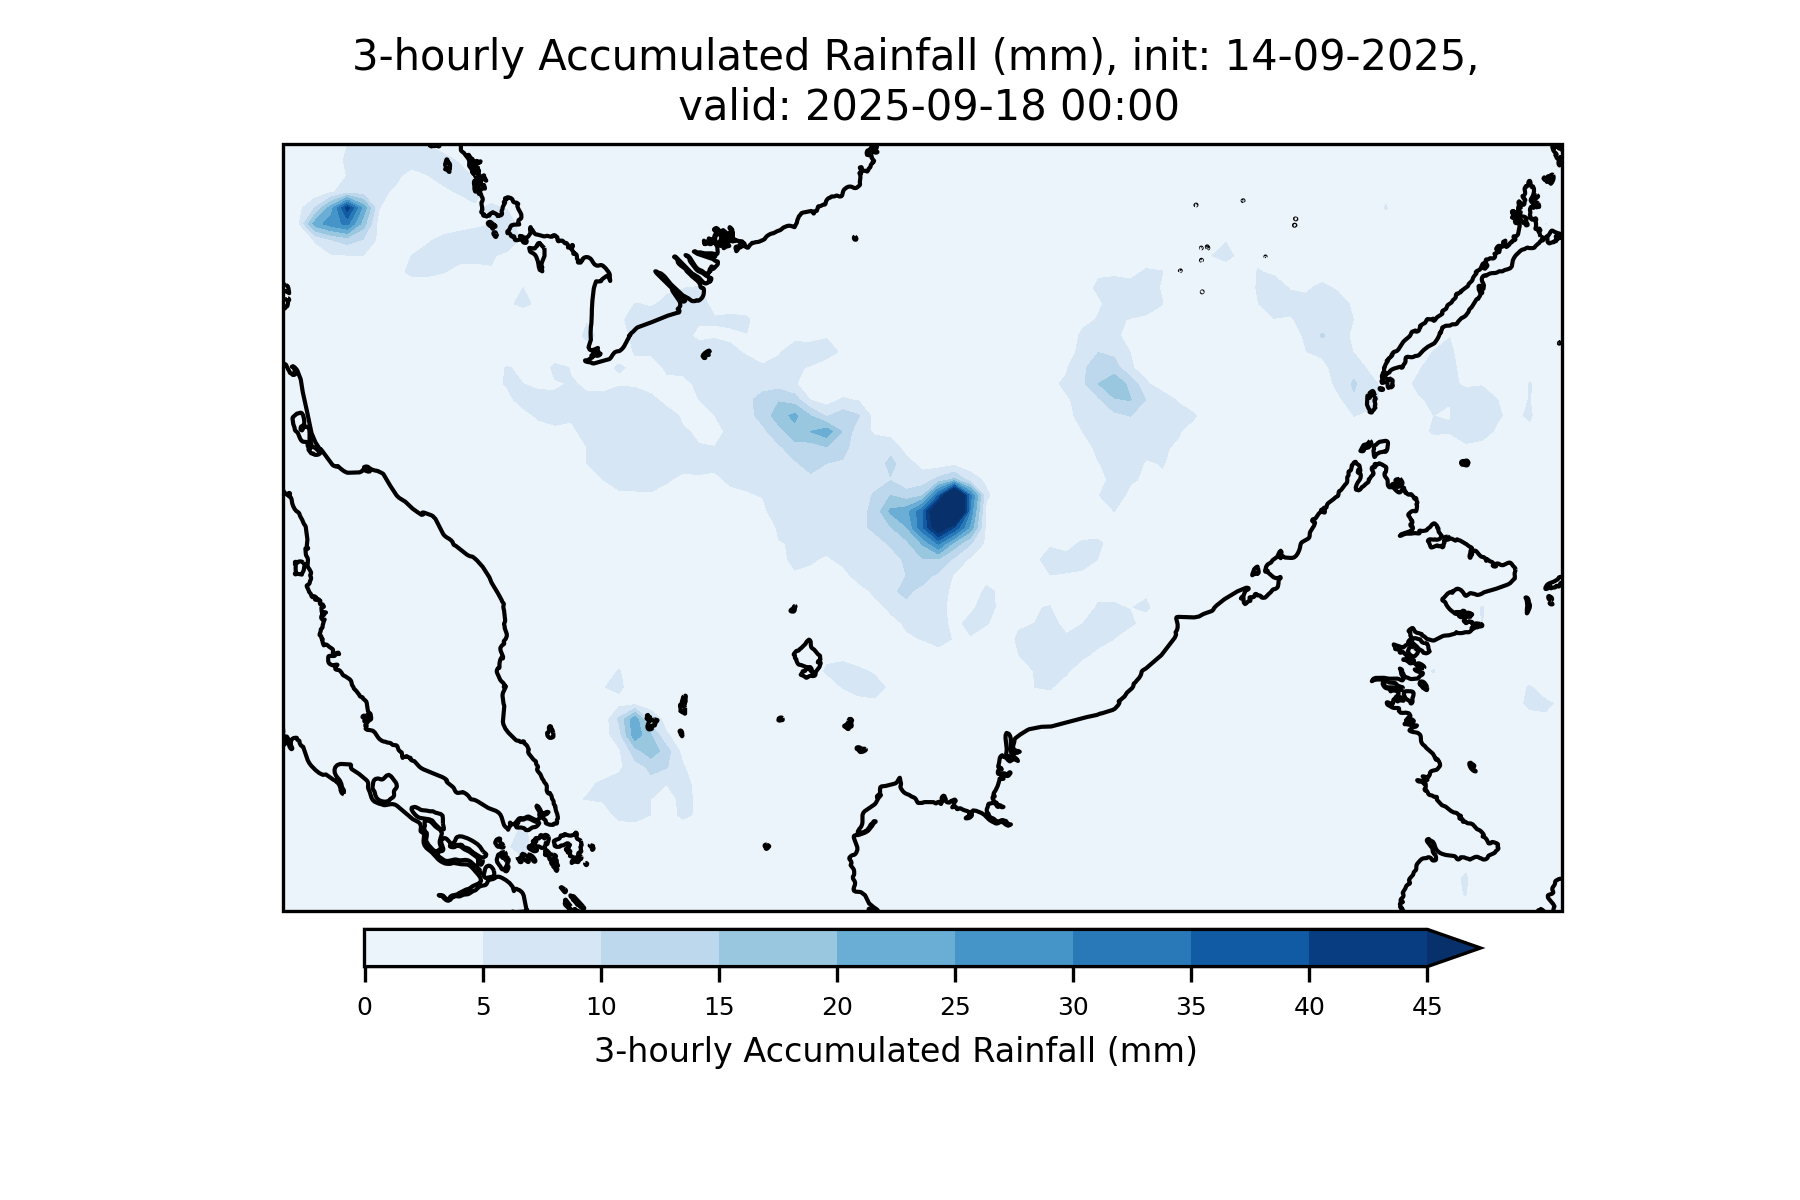 3-hourly Accumulated Rainfall (mm), init: 14-09-2025,
valid: 2025-09-18 00:00
0 5 10 15 20 25 30 35 40 45
3-hourly Accumulated Rainfall (mm)